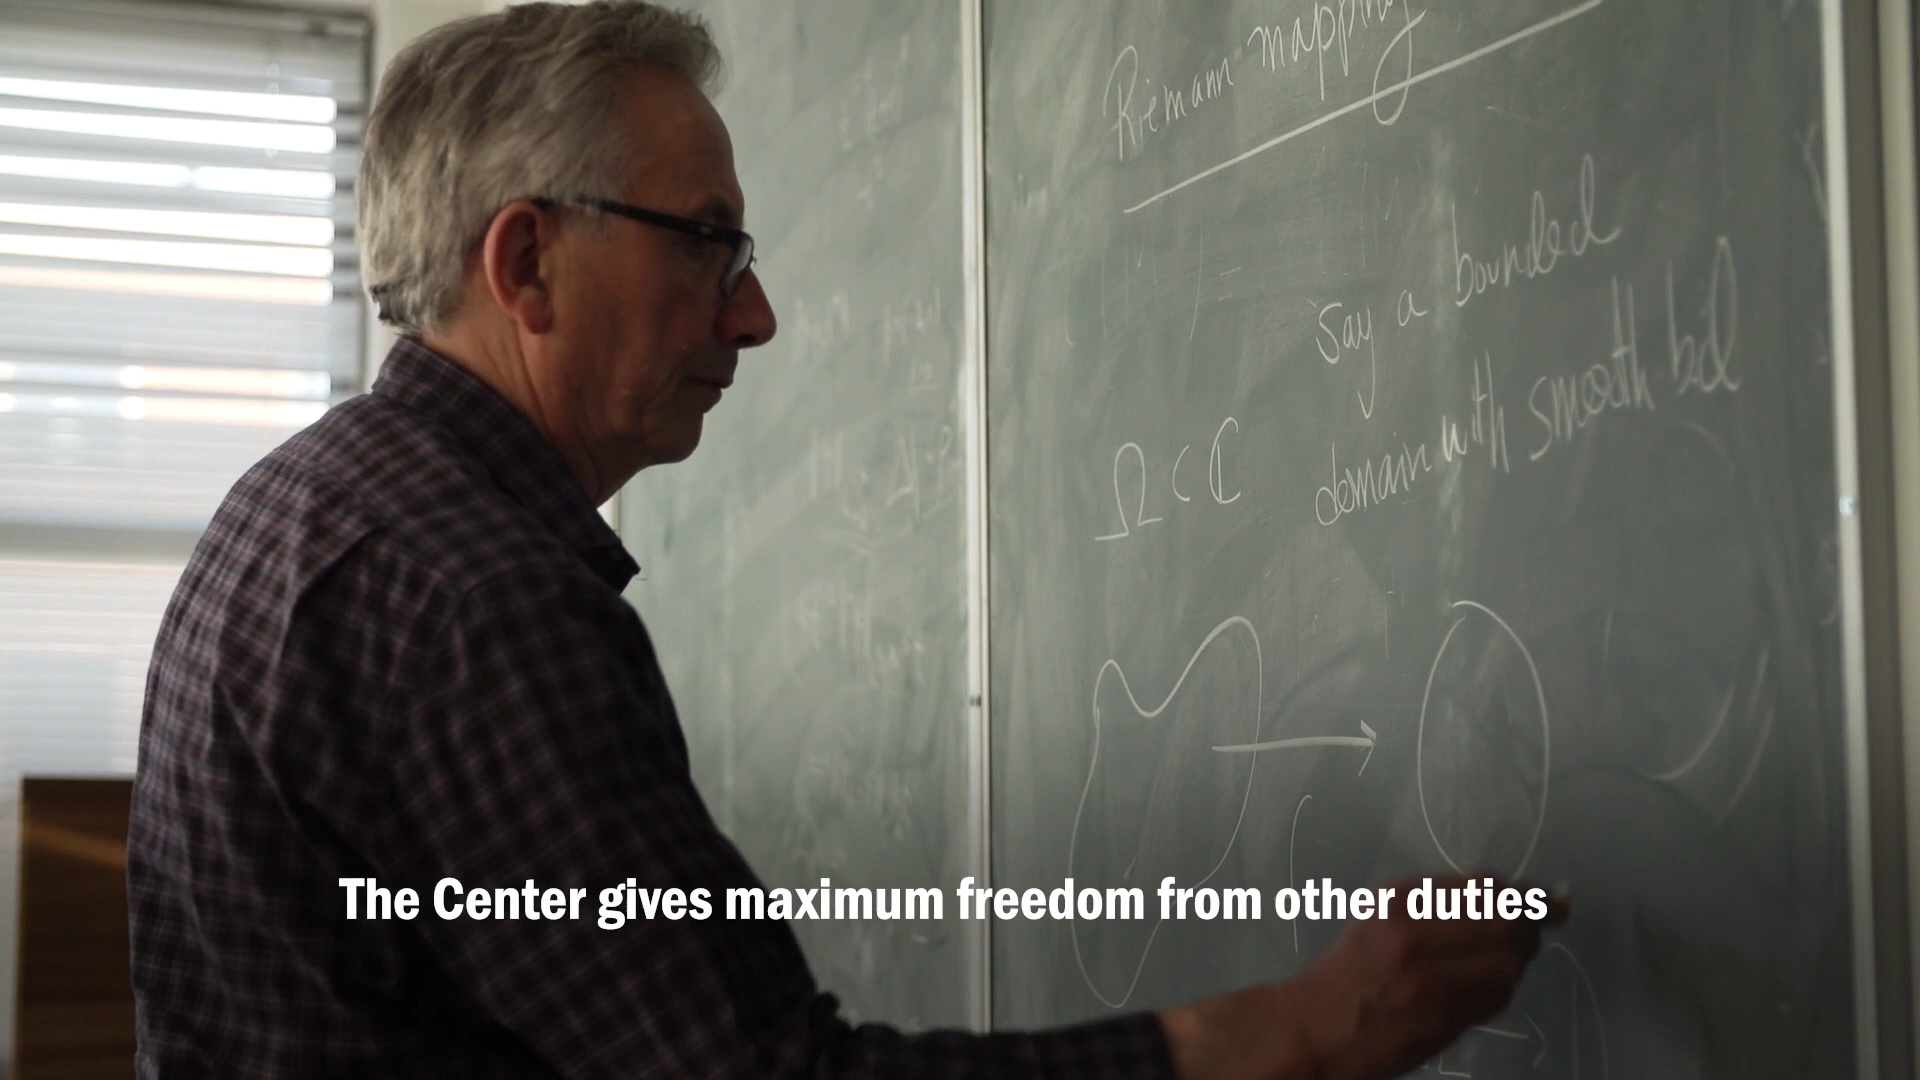 Riemann mapping
say a bounded
Ω ⊂ ℂ domain with smooth bd
The Center gives maximum freedom from other duties